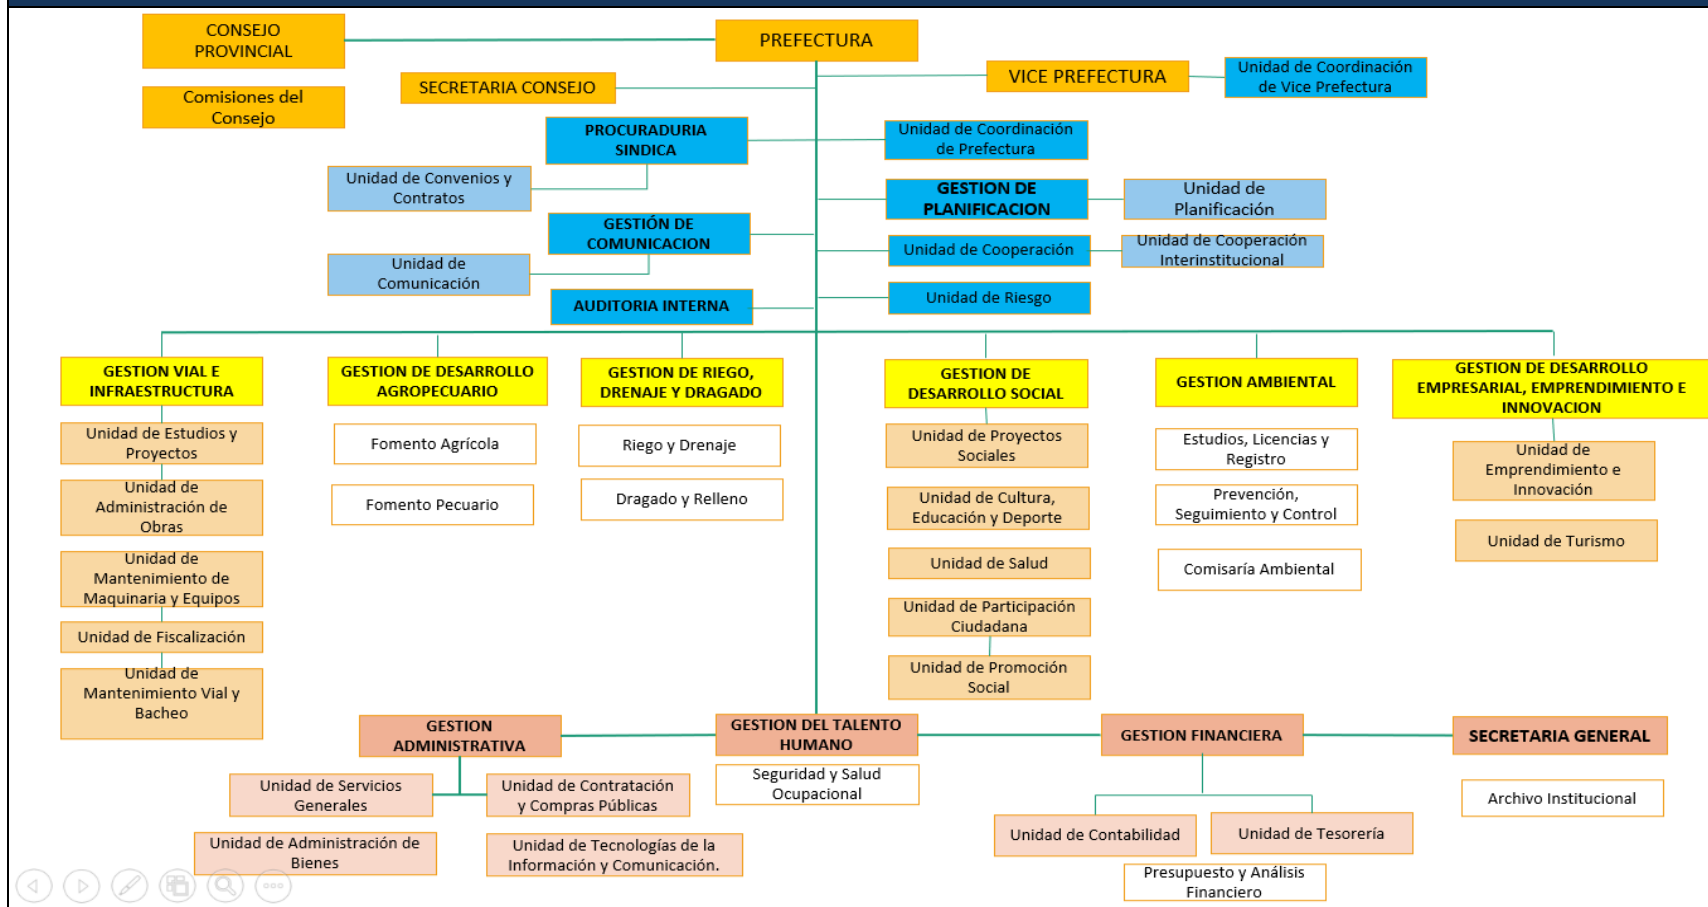 CONSEJO
PROVINCIAL
PREFECTURA
VICE PREFECTURA
Unidad de Coordinación
de Vice Prefectura
SECRETARIA CONSEJO
Comisiones del
Consejo
PROCURADURIA
SINDICA
Unidad de Coordinación
de Prefectura
Unidad de Convenios y
Contratos
GESTION DE
PLANIFICACION
Unidad de
Planificación
GESTIÓN DE
COMUNICACION
Unidad de Cooperación
Unidad de Cooperación
Interinstitucional
Unidad de
Comunicación
AUDITORIA INTERNA
Unidad de Riesgo
GESTION VIAL E
INFRAESTRUCTURA
GESTION DE DESARROLLO
AGROPECUARIO
GESTION DE RIEGO,
DRENAJE Y DRAGADO
GESTION DE
DESARROLLO SOCIAL
GESTION AMBIENTAL
GESTION DE DESARROLLO
EMPRESARIAL, EMPRENDIMIENTO E
INNOVACION
Unidad de Estudios y
Proyectos
Unidad de
Administración de
Obras
Unidad de
Mantenimiento de
Maquinaria y Equipos
Unidad de Fiscalización
Unidad de
Mantenimiento Vial y
Bacheo
Fomento Agrícola
Fomento Pecuario
Riego y Drenaje
Dragado y Relleno
Unidad de Proyectos
Sociales
Unidad de Cultura,
Educación y Deporte
Unidad de Salud
Unidad de Participación
Ciudadana
Unidad de Promoción
Social
Estudios, Licencias y
Registro
Prevención,
Seguimiento y Control
Comisaría Ambiental
Unidad de
Emprendimiento e
Innovación
Unidad de Turismo
GESTION
ADMINISTRATIVA
GESTION DEL TALENTO
HUMANO
GESTION FINANCIERA
SECRETARIA GENERAL
Unidad de Servicios
Generales
Unidad de Contratación
y Compras Públicas
Unidad de Administración de
Bienes
Unidad de Tecnologías de la
Información y Comunicación.
Seguridad y Salud
Ocupacional
Unidad de Contabilidad
Unidad de Tesorería
Presupuesto y Análisis
Financiero
Archivo Institucional